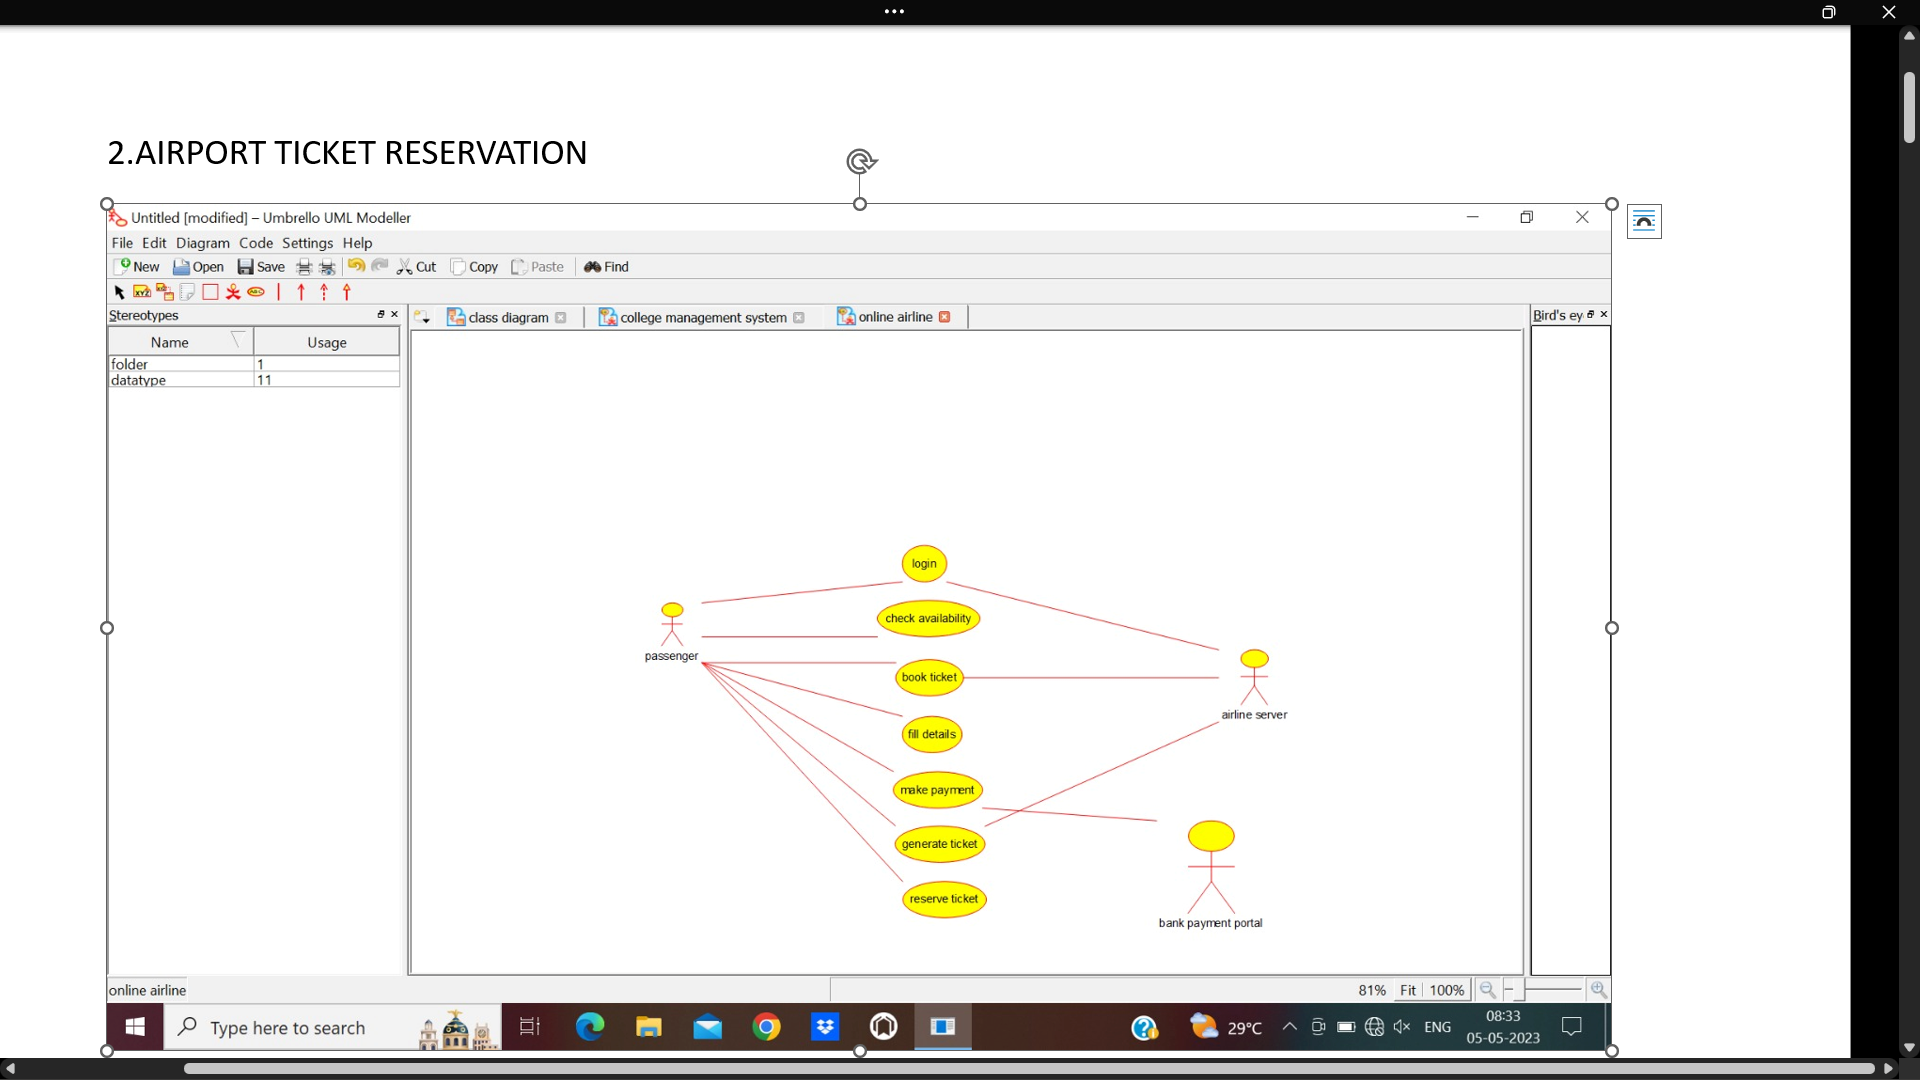 2.AIRPORT TICKET RESERVATION
Untitled [modified] – Umbrello UML Modeller
File Edit Diagram Code Settings Help
New Open Save Cut Copy Paste Find
XYZ ABC
Stereotypes
class diagram college management system online airline
Bird's ey
Name Usage
folder 1
datatype 11
login
check availability
passenger
book ticket
airline server
fill details
make payment
generate ticket
reserve ticket
bank payment portal
online airline
81% Fit 100%
Type here to search
29°C ENG
08:33
05-05-2023